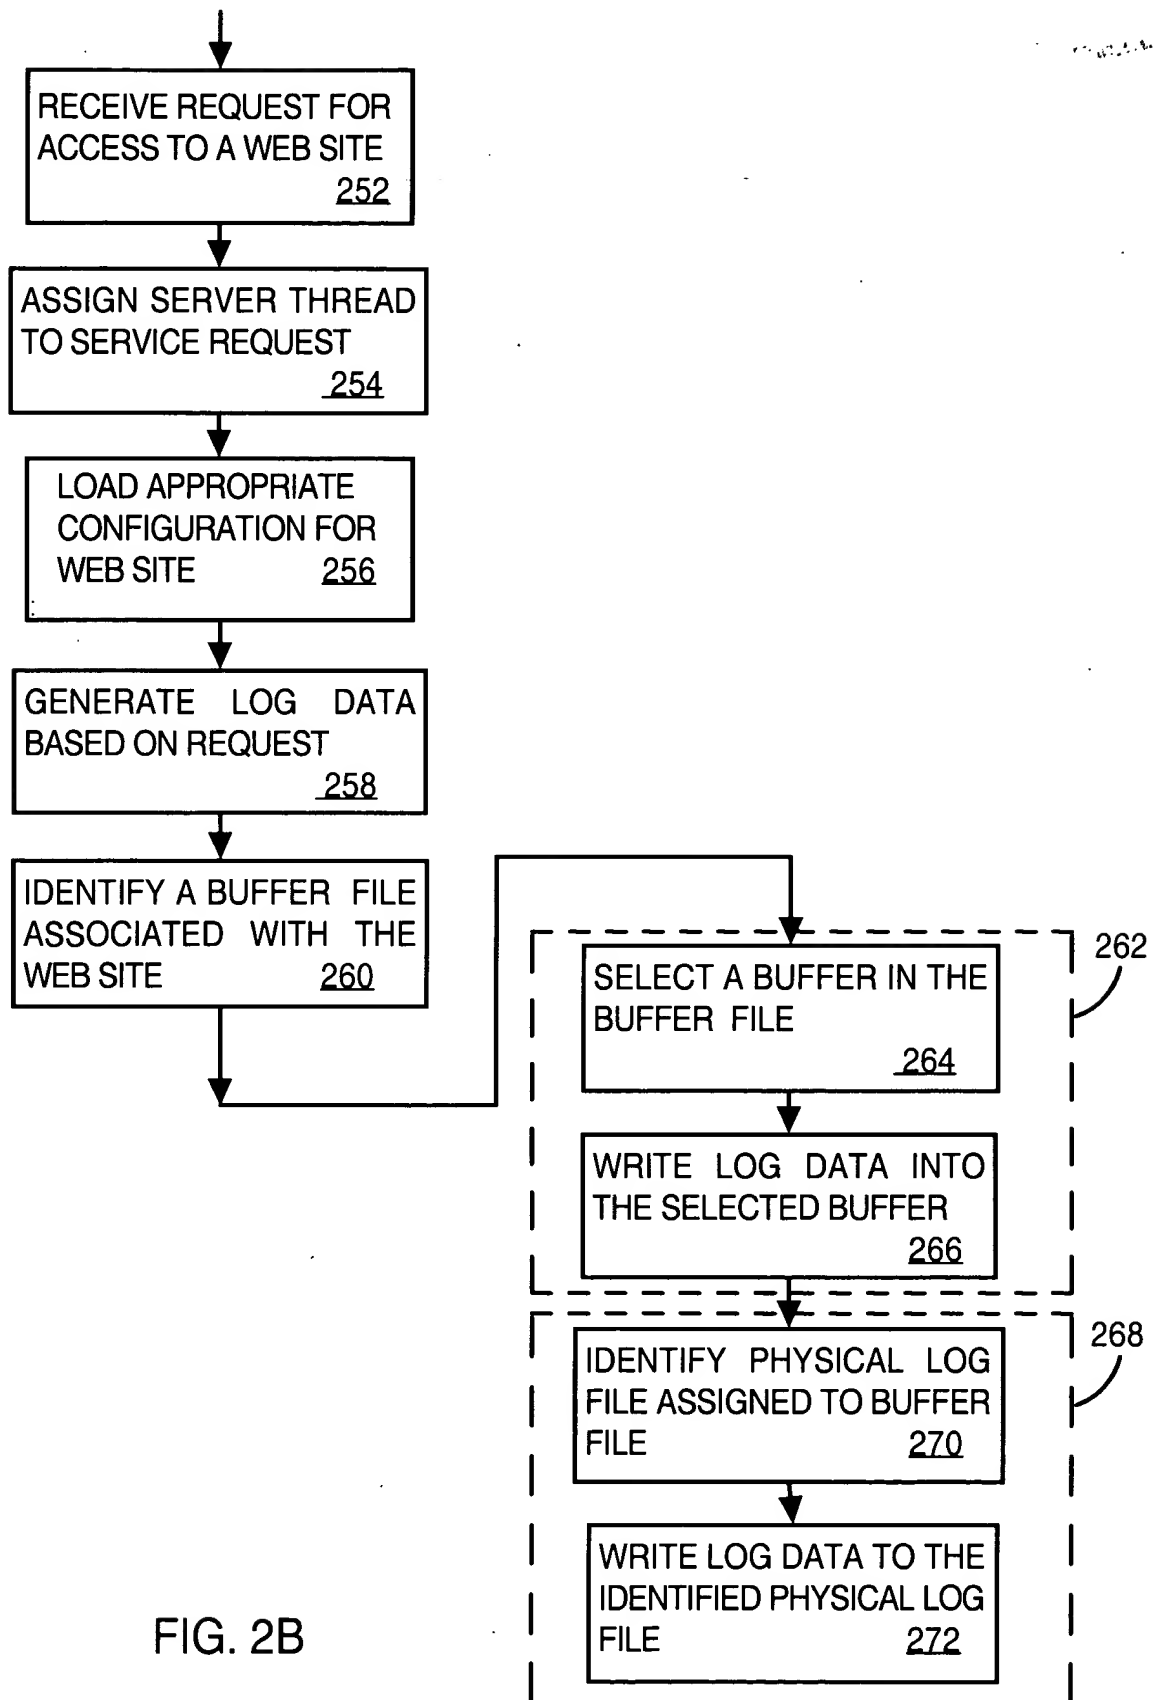 RECEIVE REQUEST FOR
ACCESS TO A WEB SITE
252
ASSIGN SERVER THREAD
TO SERVICE REQUEST
254
LOAD APPROPRIATE
CONFIGURATION FOR
WEB SITE 256
GENERATE LOG DATA
BASED ON REQUEST
258
IDENTIFY A BUFFER FILE
ASSOCIATED WITH THE
WEB SITE 260
262
SELECT A BUFFER IN THE
BUFFER FILE
264
WRITE LOG DATA INTO
THE SELECTED BUFFER
266
268
IDENTIFY PHYSICAL LOG
FILE ASSIGNED TO BUFFER
FILE 270
WRITE LOG DATA TO THE
IDENTIFIED PHYSICAL LOG
FILE 272
FIG. 2B